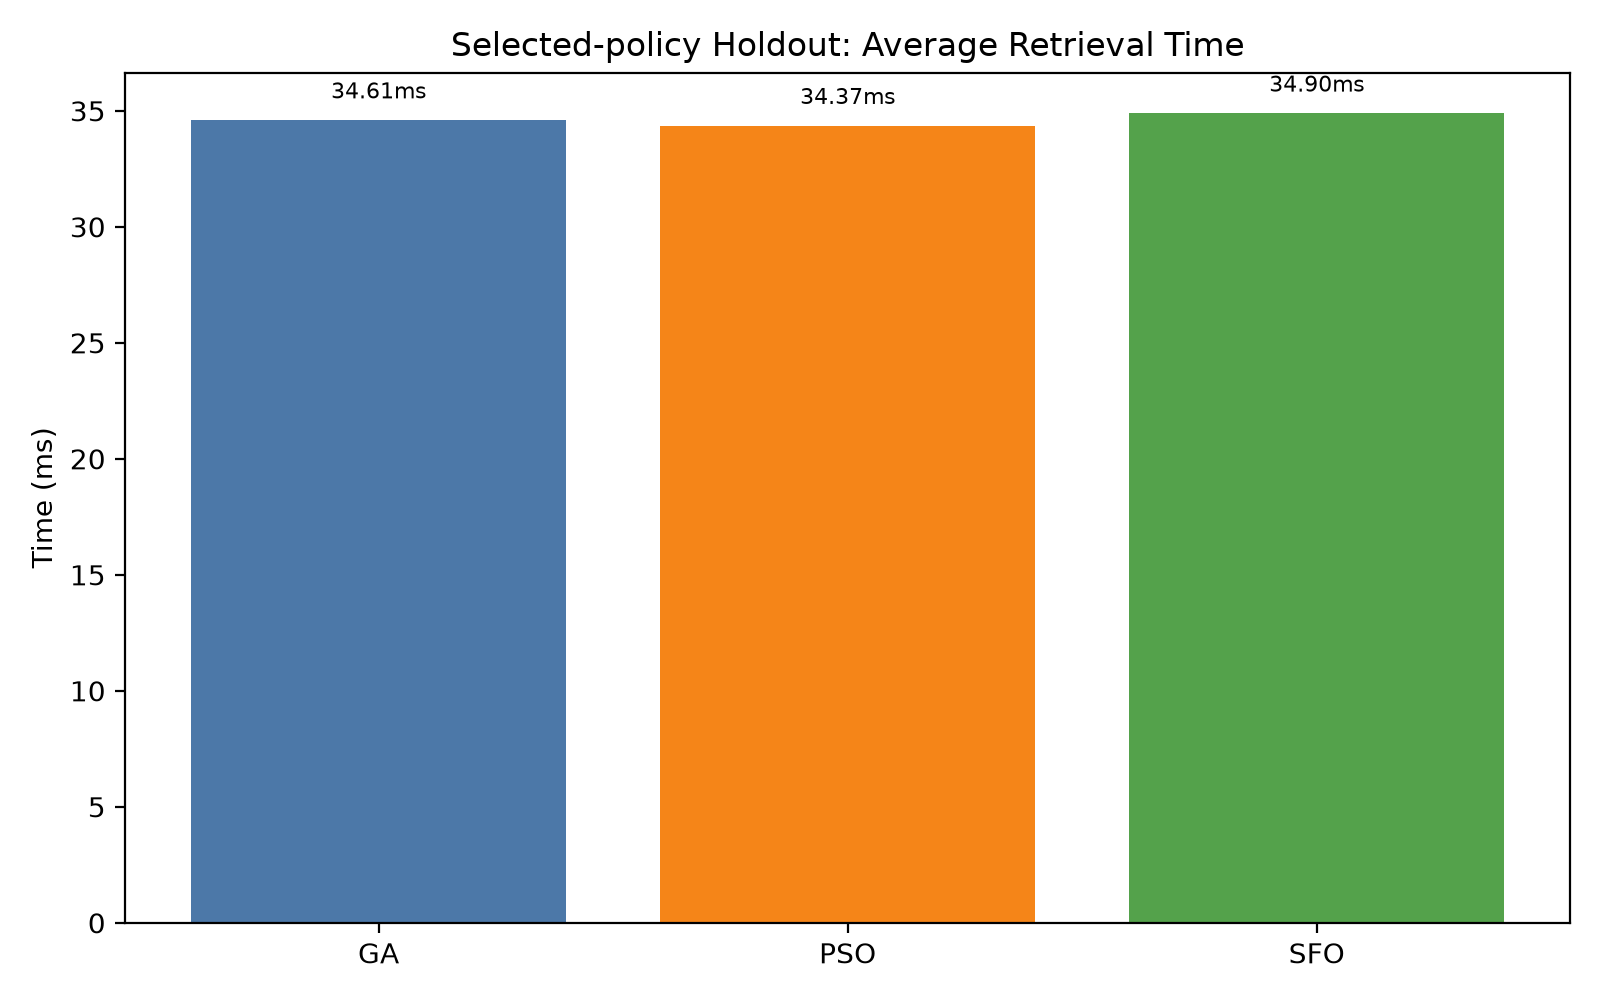 Selected-policy Holdout: Average Retrieval Time
34.61ms
34.37ms
34.90ms
35
30
25
20
15
10
5
0
Time (ms)
GA
PSO
SFO